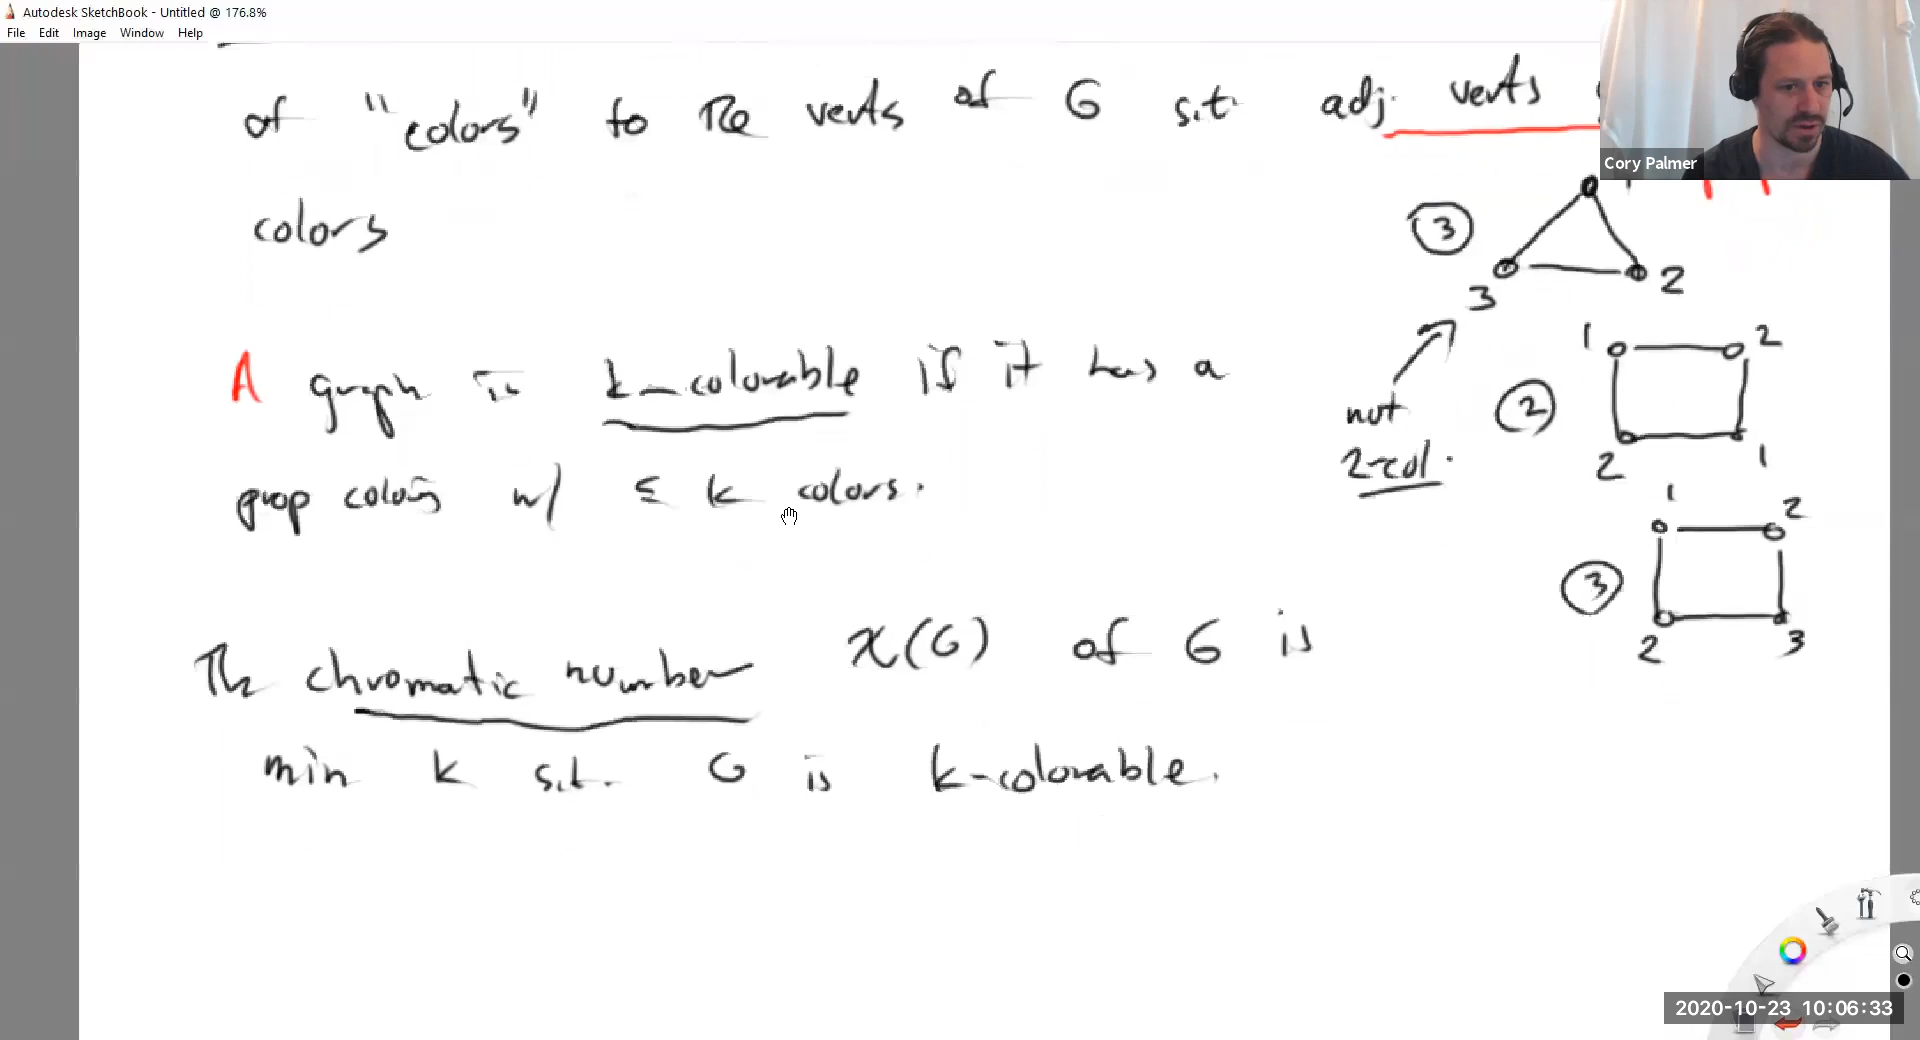 Autodesk SketchBook - Untitled @ 176.8%
File Edit Image Window Help
of "colors" to the verts of G s.t. adj. verts
colors
Cory Palmer
3
3
2
A graph is k-colorable if it has a
prop coloring w/ ≤ k colors.
not
2-col.
1
2
2
2
1
1
2
3
2
3
The chromatic number χ(G) of G is
min k s.t. G is k-colorable.
2020-10-23 10:06:33